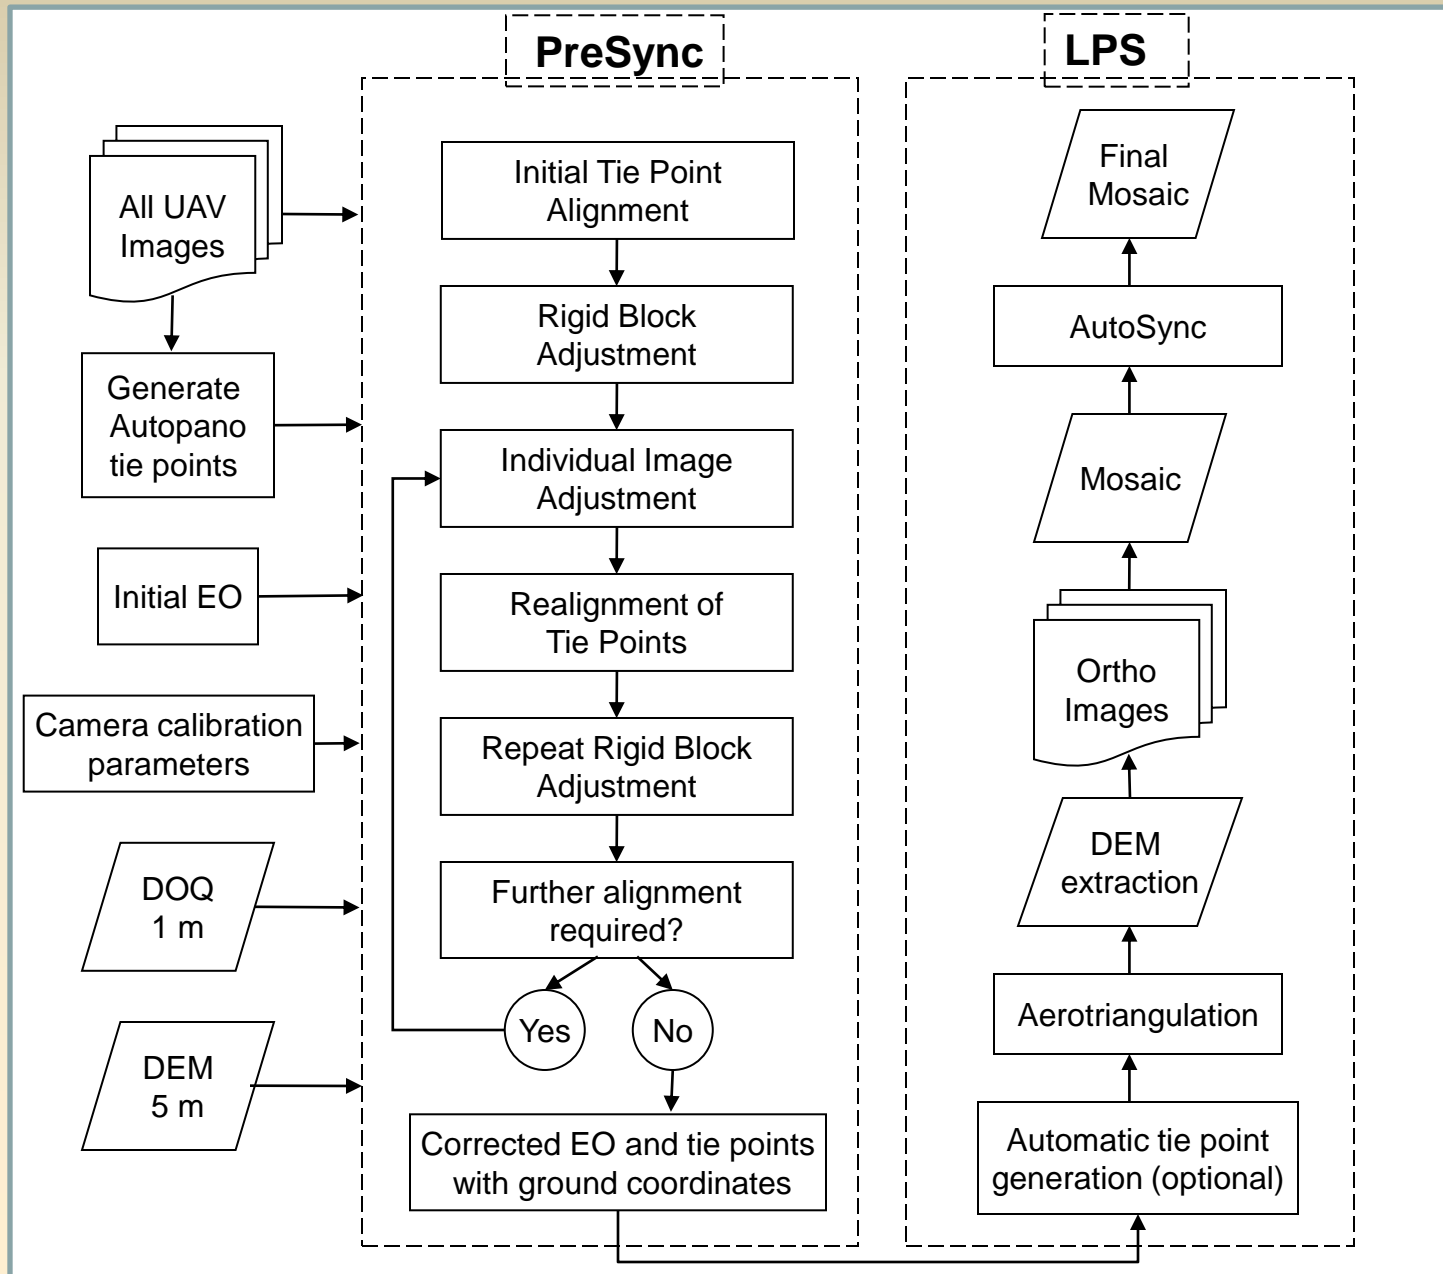 PreSync
LPS
All UAV
Images
Generate
Autopano
tie points
Initial EO
Camera calibration
parameters
DOQ
1 m
DEM
5 m
Initial Tie Point
Alignment
Rigid Block
Adjustment
Individual Image
Adjustment
Realignment of
Tie Points
Repeat Rigid Block
Adjustment
Further alignment
required?
Yes
No
Corrected EO and tie points
with ground coordinates
Final
Mosaic
AutoSync
Mosaic
Ortho
Images
DEM
extraction
Aerotriangulation
Automatic tie point
generation (optional)